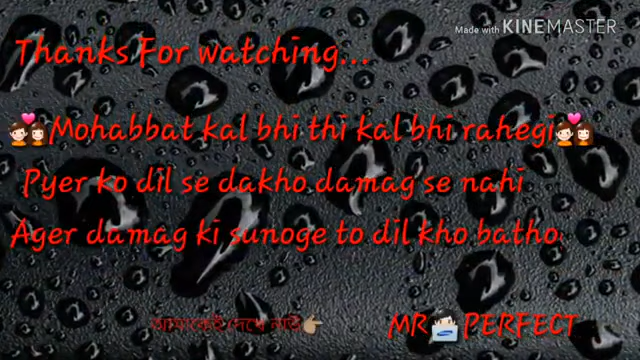 Made with KINEMASTER
Thanks For watching...
💏Mohabbat kal bhi thi kal bhi rahegi💏
Pyer ko dil se dakho damag se nahi
Ager damag ki sunoge to dil kho batho
আমাকেই দেখে নাউ👉🏽 MR💁🏻‍♂️PERFECT